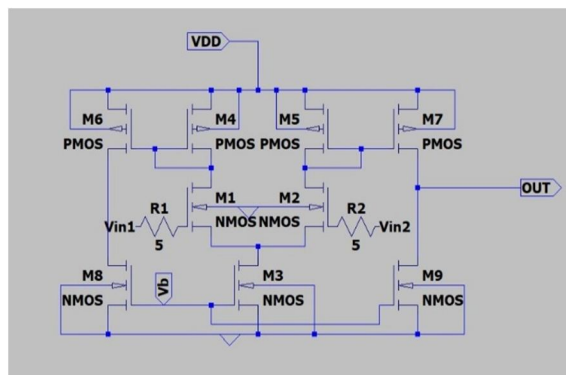 VDD
M6
M4
M5
M7
PMOS
PMOS
PMOS
PMOS
R1
M1
M2
R2
Vin1
NMOS
NMOS
Vin2
5
5
M8
Vb
M3
M9
NMOS
NMOS
NMOS
OUT